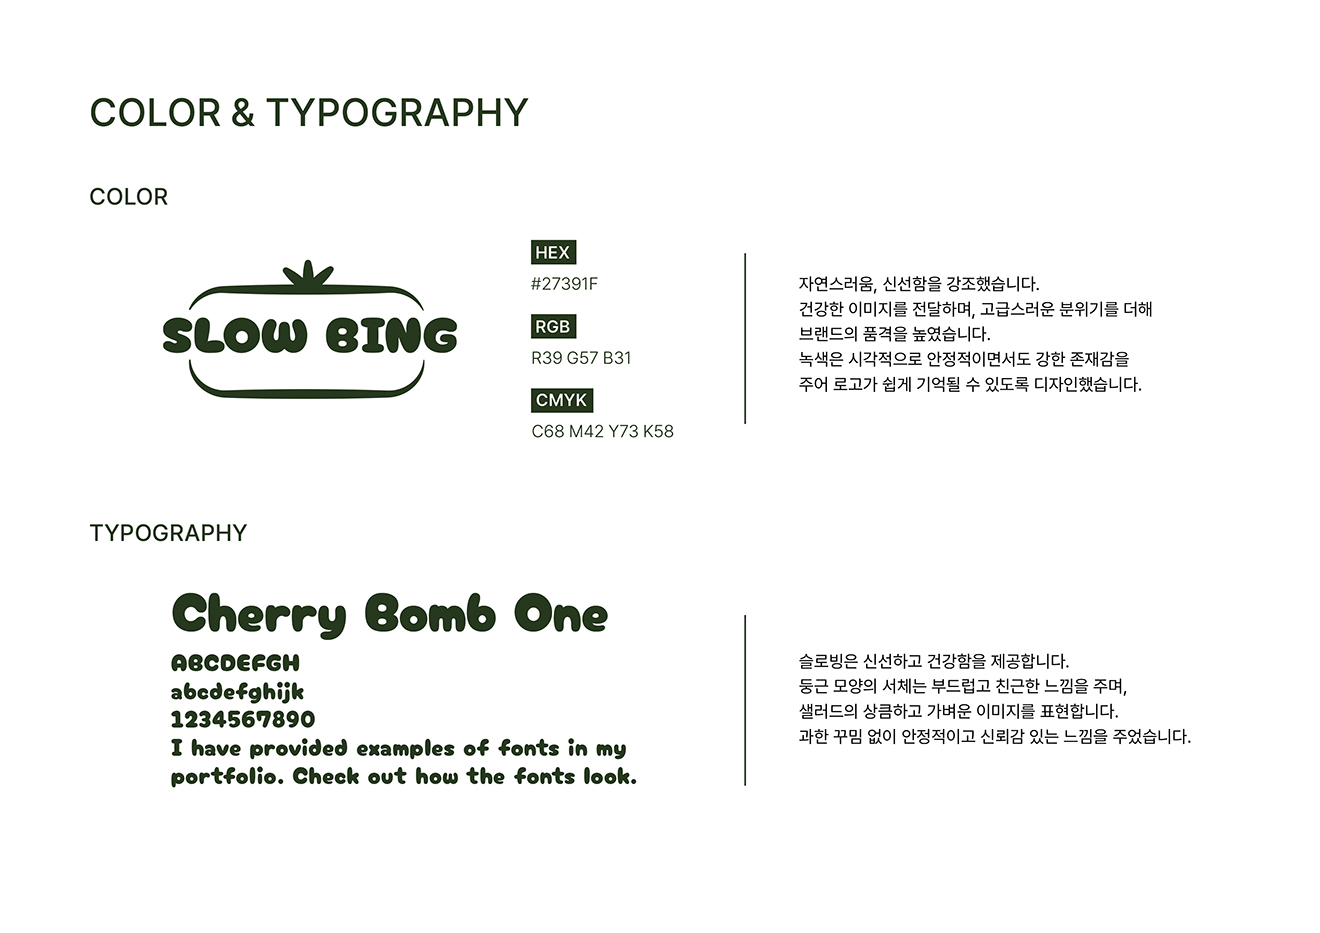 COLOR & TYPOGRAPHY
COLOR
SLOW BING
HEX
#27391F
RGB
R39 G57 B31
CMYK
C68 M42 Y73 K58
자연스러움, 신선함을 강조했습니다.
건강한 이미지를 전달하며, 고급스러운 분위기를 더해
브랜드의 품격을 높였습니다.
녹색은 시각적으로 안정적이면서도 강한 존재감을
주어 로고가 쉽게 기억될 수 있도록 디자인했습니다.
TYPOGRAPHY
Cherry Bomb One
ABCDEFGH
abcdefghijk
1234567890
I have provided examples of fonts in my
portfolio. Check out how the fonts look.
슬로빙은 신선하고 건강함을 제공합니다.
둥근 모양의 서체는 부드럽고 친근한 느낌을 주며,
샐러드의 상큼하고 가벼운 이미지를 표현합니다.
과한 꾸밈 없이 안정적이고 신뢰감 있는 느낌을 주었습니다.